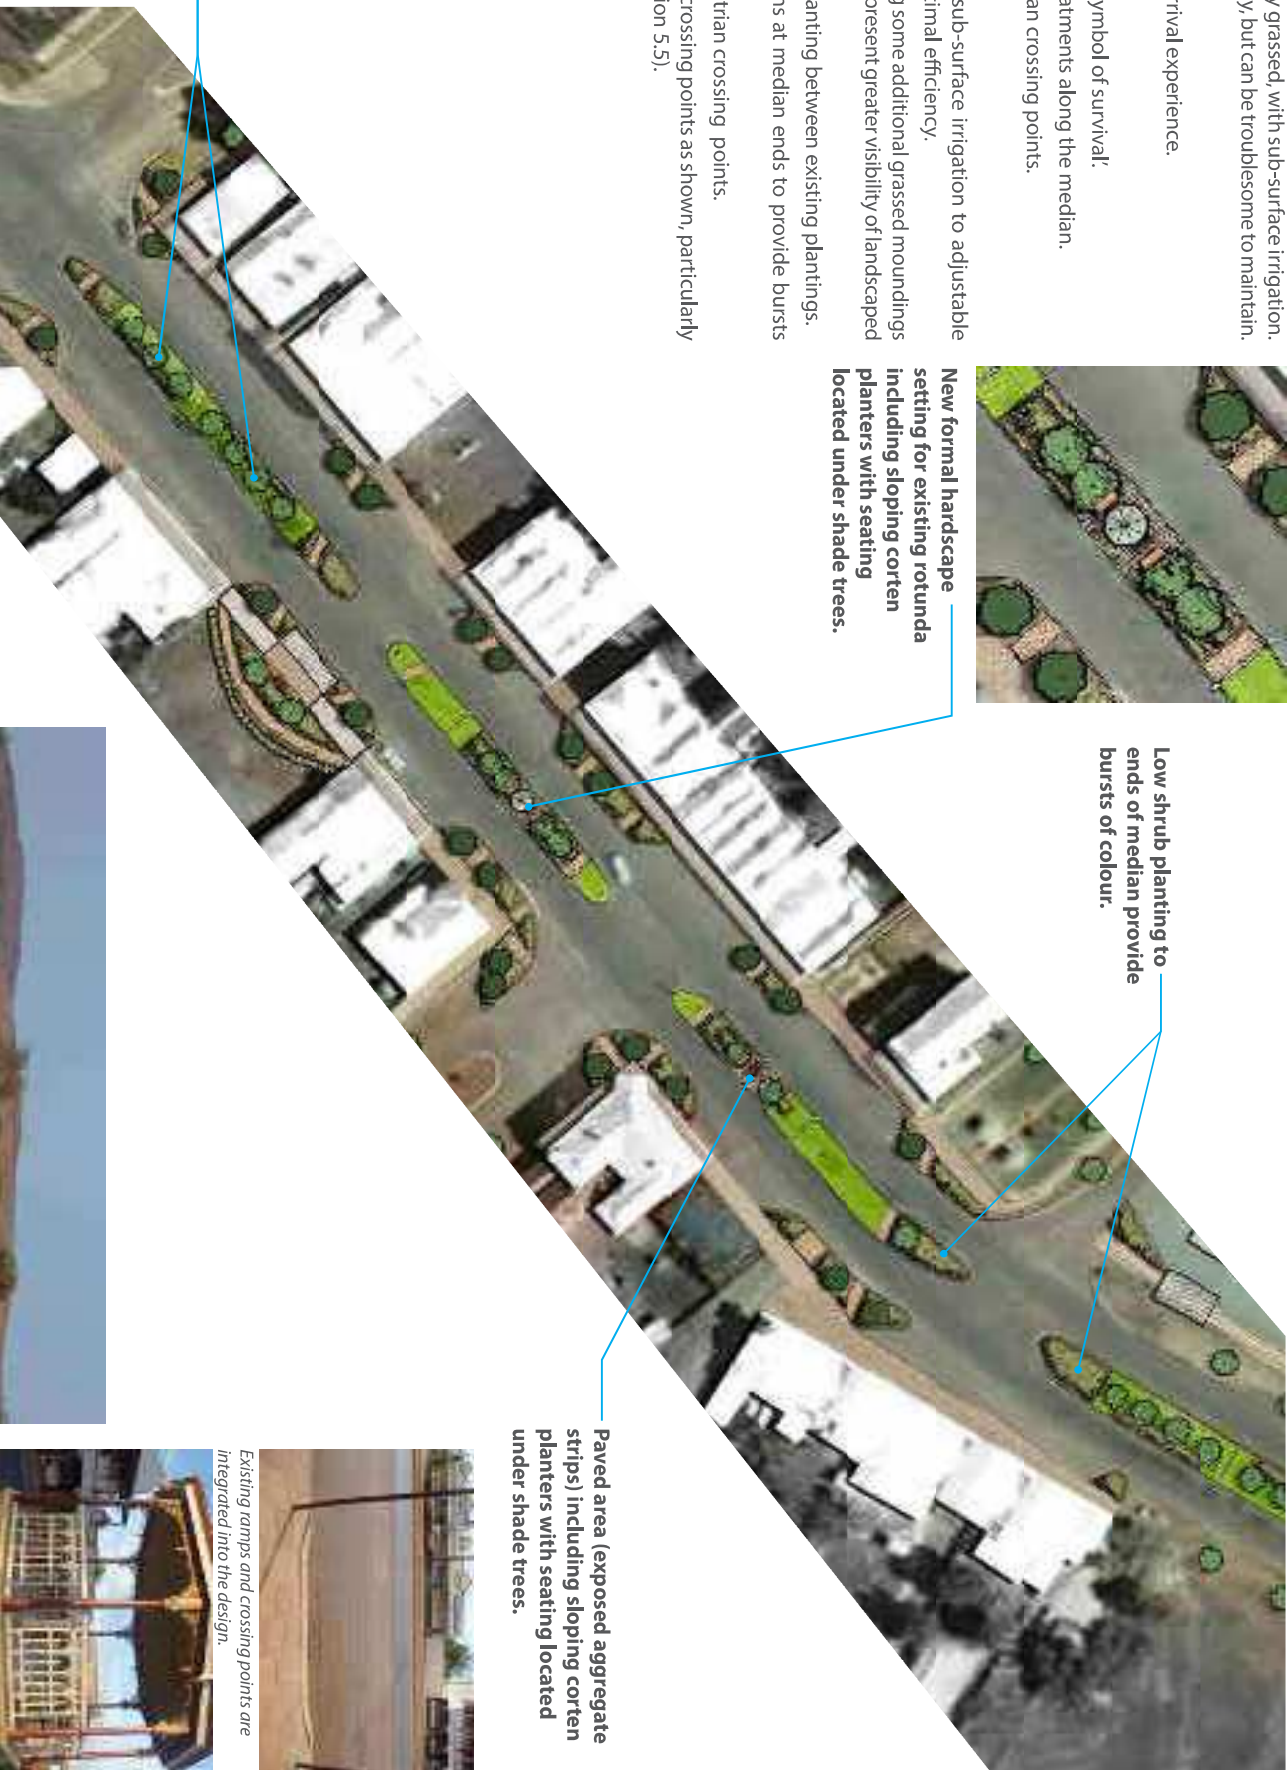 y grassed, with sub-surface irrigation.
y, but can be troublesome to maintain.
rrival experience.
ymbol of survival'.
atments along the median.
an crossing points.
sub-surface irrigation to adjustable
timal efficiency.
g some additional grassed moundings
present greater visibility of landscaped
anting between existing plantings.
ns at median ends to provide bursts
trian crossing points.
crossing points as shown, particularly
ion 5.5).
New formal hardscape
setting for existing rotunda
including sloping corten
planters with seating
located under shade trees.
Low shrub planting to
ends of median provide
bursts of colour.
Paved area (exposed aggregate
strips) including sloping corten
planters with seating located
under shade trees.
Existing ramps and crossing points are
integrated into the design.